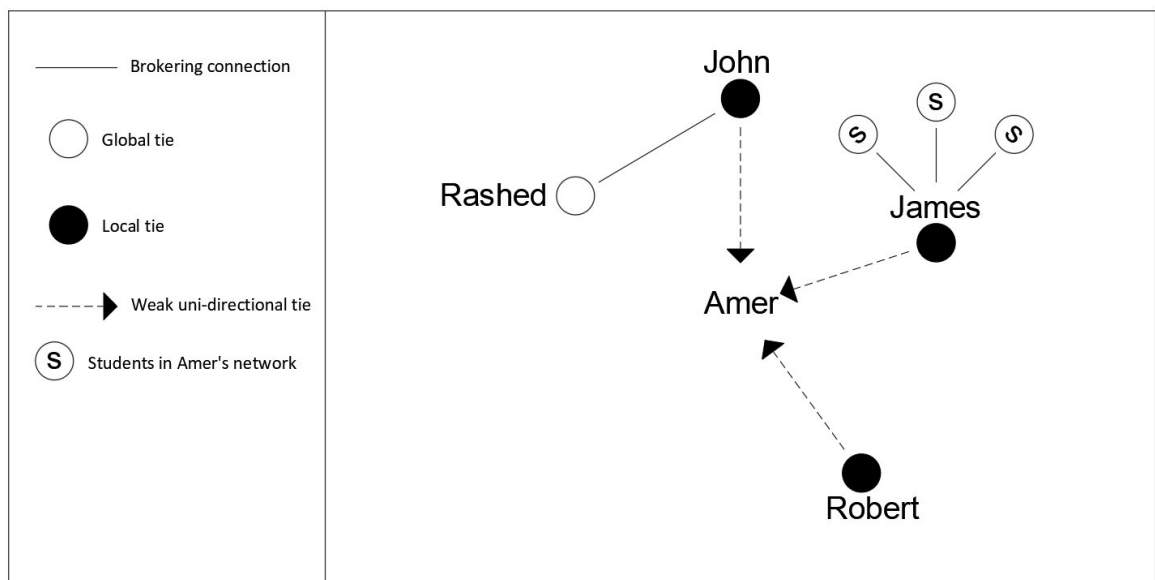 Brokering connection
Global tie
Local tie
Weak uni-directional tie
S Students in Amer's network
John
S
S
S
Rashed
James
Amer
Robert